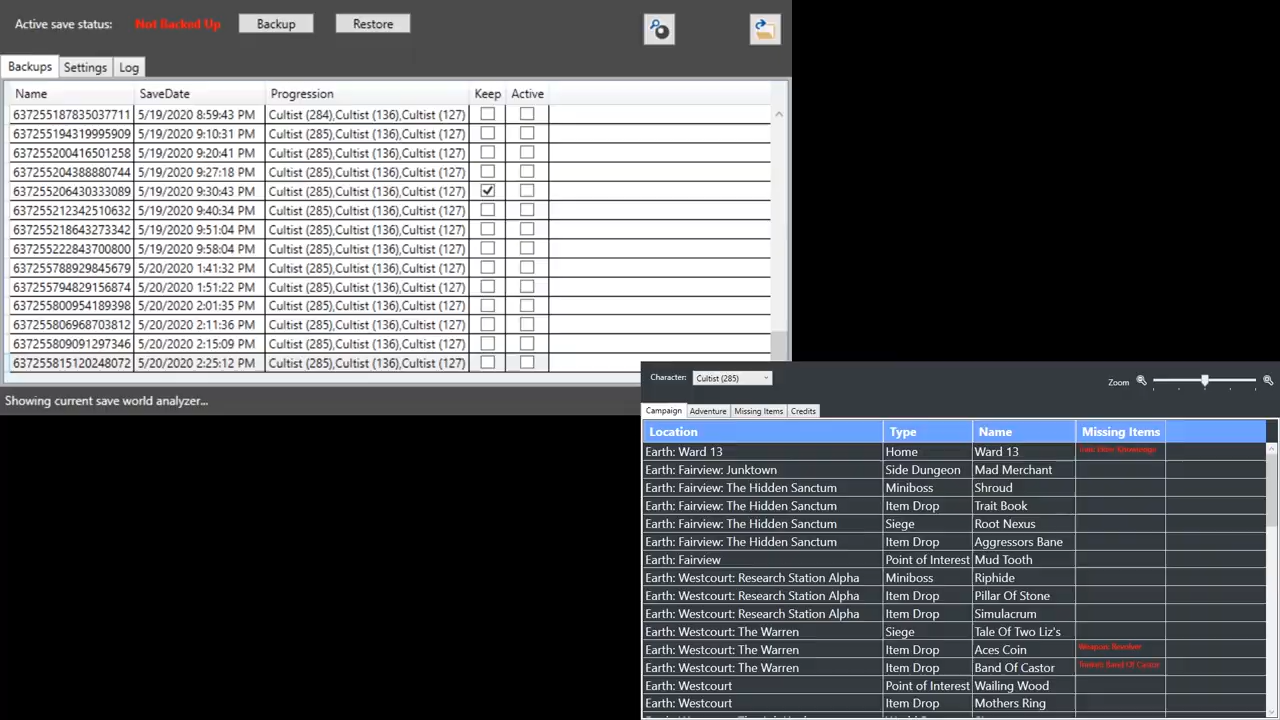 Active save status: Not Backed Up Backup Restore
Backups Settings Log
Name SaveDate Progression Keep Active
637255187835037711 5/19/2020 8:59:43 PM Cultist (284),Cultist (136),Cultist (127)
637255194319995909 5/19/2020 9:10:31 PM Cultist (285),Cultist (136),Cultist (127)
637255200416501258 5/19/2020 9:20:41 PM Cultist (285),Cultist (136),Cultist (127)
637255204388880744 5/19/2020 9:27:18 PM Cultist (285),Cultist (136),Cultist (127)
637255206430333089 5/19/2020 9:30:43 PM Cultist (285),Cultist (136),Cultist (127)
637255212342510632 5/19/2020 9:40:34 PM Cultist (285),Cultist (136),Cultist (127)
637255218643273342 5/19/2020 9:51:04 PM Cultist (285),Cultist (136),Cultist (127)
637255222843700800 5/19/2020 9:58:04 PM Cultist (285),Cultist (136),Cultist (127)
637255788929845679 5/20/2020 1:41:32 PM Cultist (285),Cultist (136),Cultist (127)
637255794829156874 5/20/2020 1:51:22 PM Cultist (285),Cultist (136),Cultist (127)
637255800954189398 5/20/2020 2:01:35 PM Cultist (285),Cultist (136),Cultist (127)
637255806968703812 5/20/2020 2:11:36 PM Cultist (285),Cultist (136),Cultist (127)
637255809091297346 5/20/2020 2:15:09 PM Cultist (285),Cultist (136),Cultist (127)
637255815120248072 5/20/2020 2:25:12 PM Cultist (285),Cultist (136),Cultist (127)
Showing current save world analyzer...
Character: Cultist (285) Zoom
Campaign Adventure Missing Items Credits
Location Type Name Missing Items
Earth: Ward 13 Home Ward 13 Trait: Elder Knowledge
Earth: Fairview: Junktown Side Dungeon Mad Merchant
Earth: Fairview: The Hidden Sanctum Miniboss Shroud
Earth: Fairview: The Hidden Sanctum Item Drop Trait Book
Earth: Fairview: The Hidden Sanctum Siege Root Nexus
Earth: Fairview: The Hidden Sanctum Item Drop Aggressors Bane
Earth: Fairview Point of Interest Mud Tooth
Earth: Westcourt: Research Station Alpha Miniboss Riphide
Earth: Westcourt: Research Station Alpha Item Drop Pillar Of Stone
Earth: Westcourt: Research Station Alpha Item Drop Simulacrum
Earth: Westcourt: The Warren Siege Tale Of Two Liz's
Earth: Westcourt: The Warren Item Drop Aces Coin Weapon: Revolver
Earth: Westcourt: The Warren Item Drop Band Of Castor Trinket: Band Of Castor
Earth: Westcourt Point of Interest Wailing Wood
Earth: Westcourt Item Drop Mothers Ring